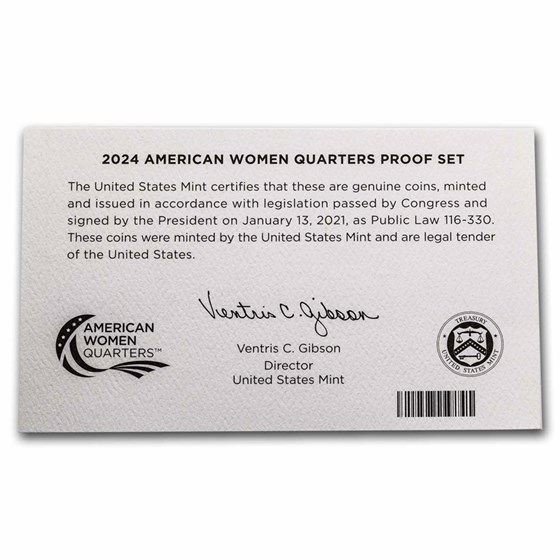 2024 AMERICAN WOMEN QUARTERS PROOF SET
The United States Mint certifies that these are genuine coins, minted
and issued in accordance with legislation passed by Congress and
signed by the President on January 13, 2021, as Public Law 116-330.
These coins were minted by the United States Mint and are legal tender
of the United States.
Ventris C. Gibson
AMERICAN
WOMEN
QUARTERS™
Ventris C. Gibson
Director
United States Mint
TREASURY
UNITED STATES MINT